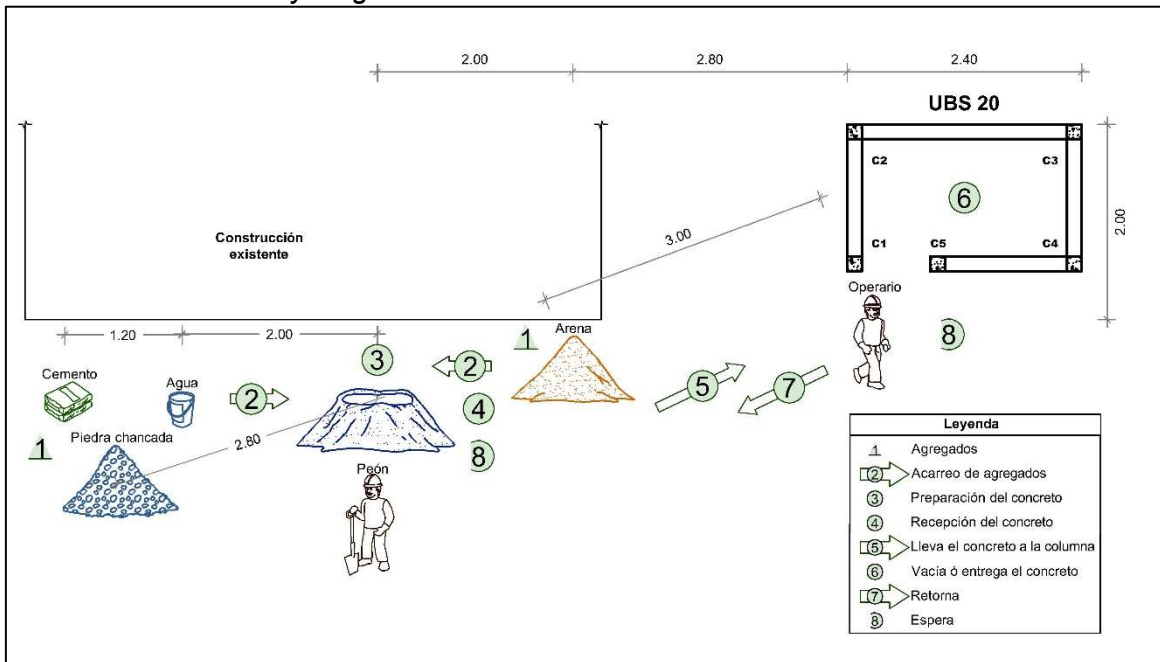 2.00
2.80
2.40
UBS 20
C2
C3
6
2.00
3.00
Construcción
existente
C1
C5
C4
Operario
1.20
2.00
1
Arena
8
3
2
Cemento
Agua
2
5
7
4
1
Piedra chancada
2.80
8
Peón
Leyenda
1 Agregados
2 Acarreo de agregados
3 Preparación del concreto
4 Recepción del concreto
5 Lleva el concreto a la columna
6 Vacía ó entrega el concreto
7 Retorna
8 Espera